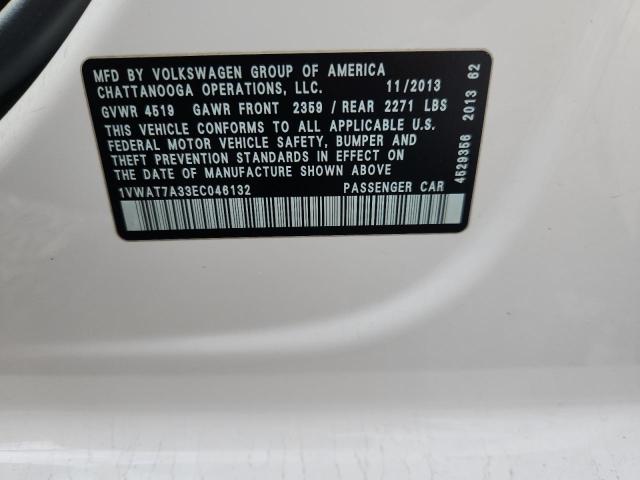 MFD BY VOLKSWAGEN GROUP OF AMERICA
CHATTANOOGA OPERATIONS, LLC. 11/2013
GVWR 4519 GAWR FRONT 2359 / REAR 2271 LBS
THIS VEHICLE CONFORMS TO ALL APPLICABLE U.S.
FEDERAL MOTOR VEHICLE SAFETY, BUMPER AND
THEFT PREVENTION STANDARDS IN EFFECT ON
THE DATE OF MANUFACTURE SHOWN ABOVE
1VWAT7A33EC046132 PASSENGER CAR
4529356 2013 62